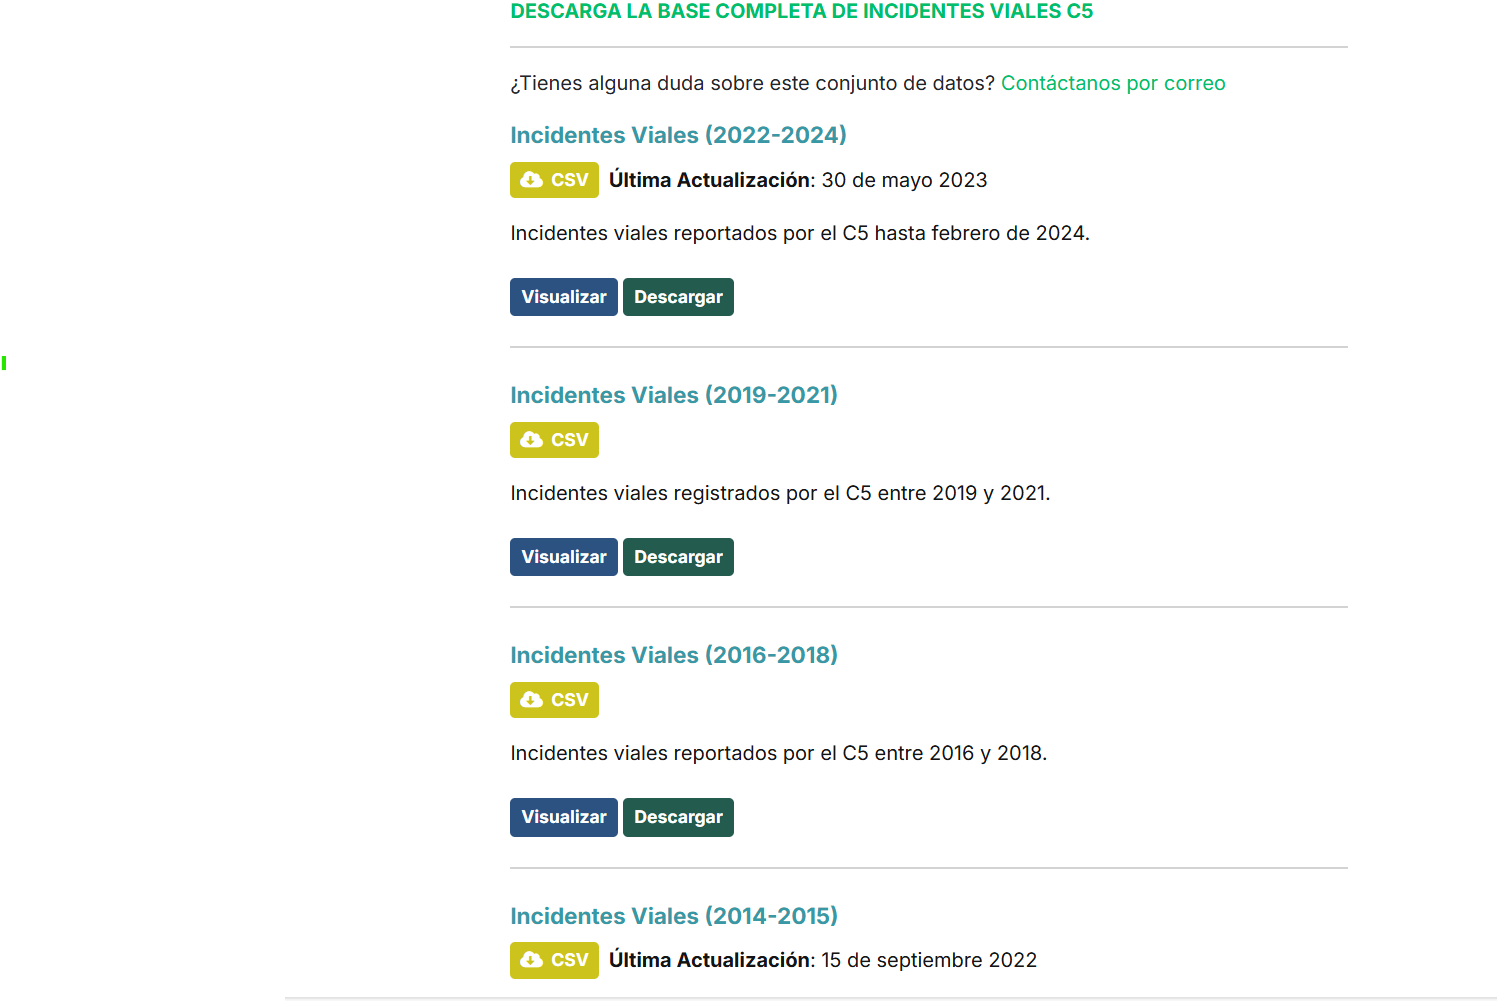 DESCARGA LA BASE COMPLETA DE INCIDENTES VIALES C5
¿Tienes alguna duda sobre este conjunto de datos? Contáctanos por correo
Incidentes Viales (2022-2024)
CSV Última Actualización: 30 de mayo 2023
Incidentes viales reportados por el C5 hasta febrero de 2024.
Visualizar Descargar
Incidentes Viales (2019-2021)
CSV
Incidentes viales registrados por el C5 entre 2019 y 2021.
Visualizar Descargar
Incidentes Viales (2016-2018)
CSV
Incidentes viales reportados por el C5 entre 2016 y 2018.
Visualizar Descargar
Incidentes Viales (2014-2015)
CSV Última Actualización: 15 de septiembre 2022